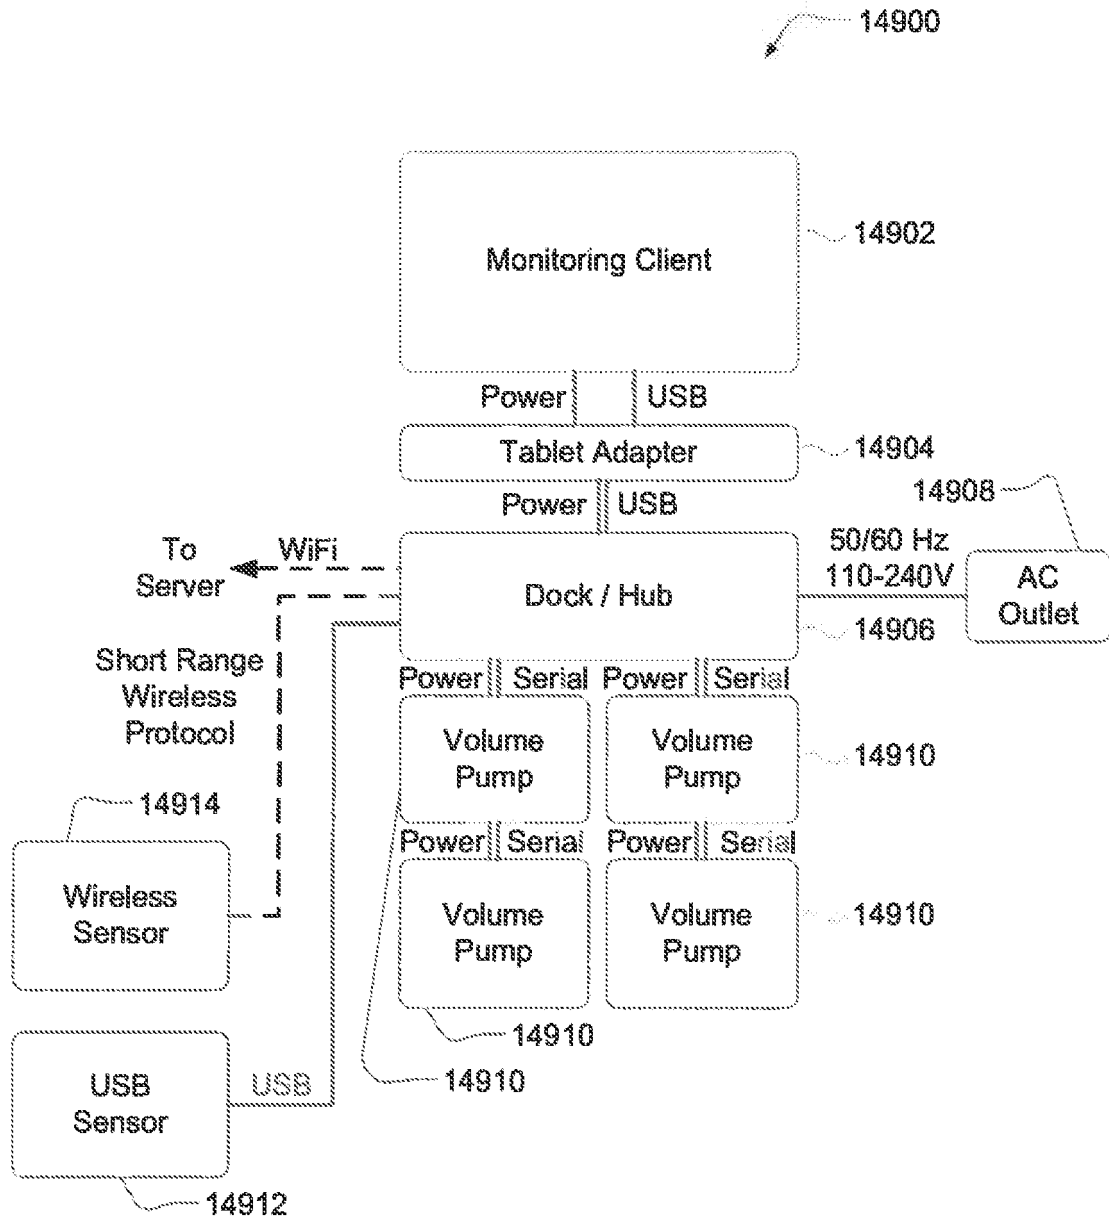 14900
14902
Monitoring Client
Power
USB
14904
Tablet Adapter
14908
Power
USB
50/60 Hz
110-240V
AC
Outlet
To
Server
WiFi
Dock / Hub
14906
Short Range
Wireless
Protocol
Power
Serial
Power
Serial
Volume
Pump
Volume
Pump
14910
14914
Power
Serial
Power
Serial
Wireless
Sensor
Volume
Pump
Volume
Pump
14910
14910
14910
USB
Sensor
USB
14912